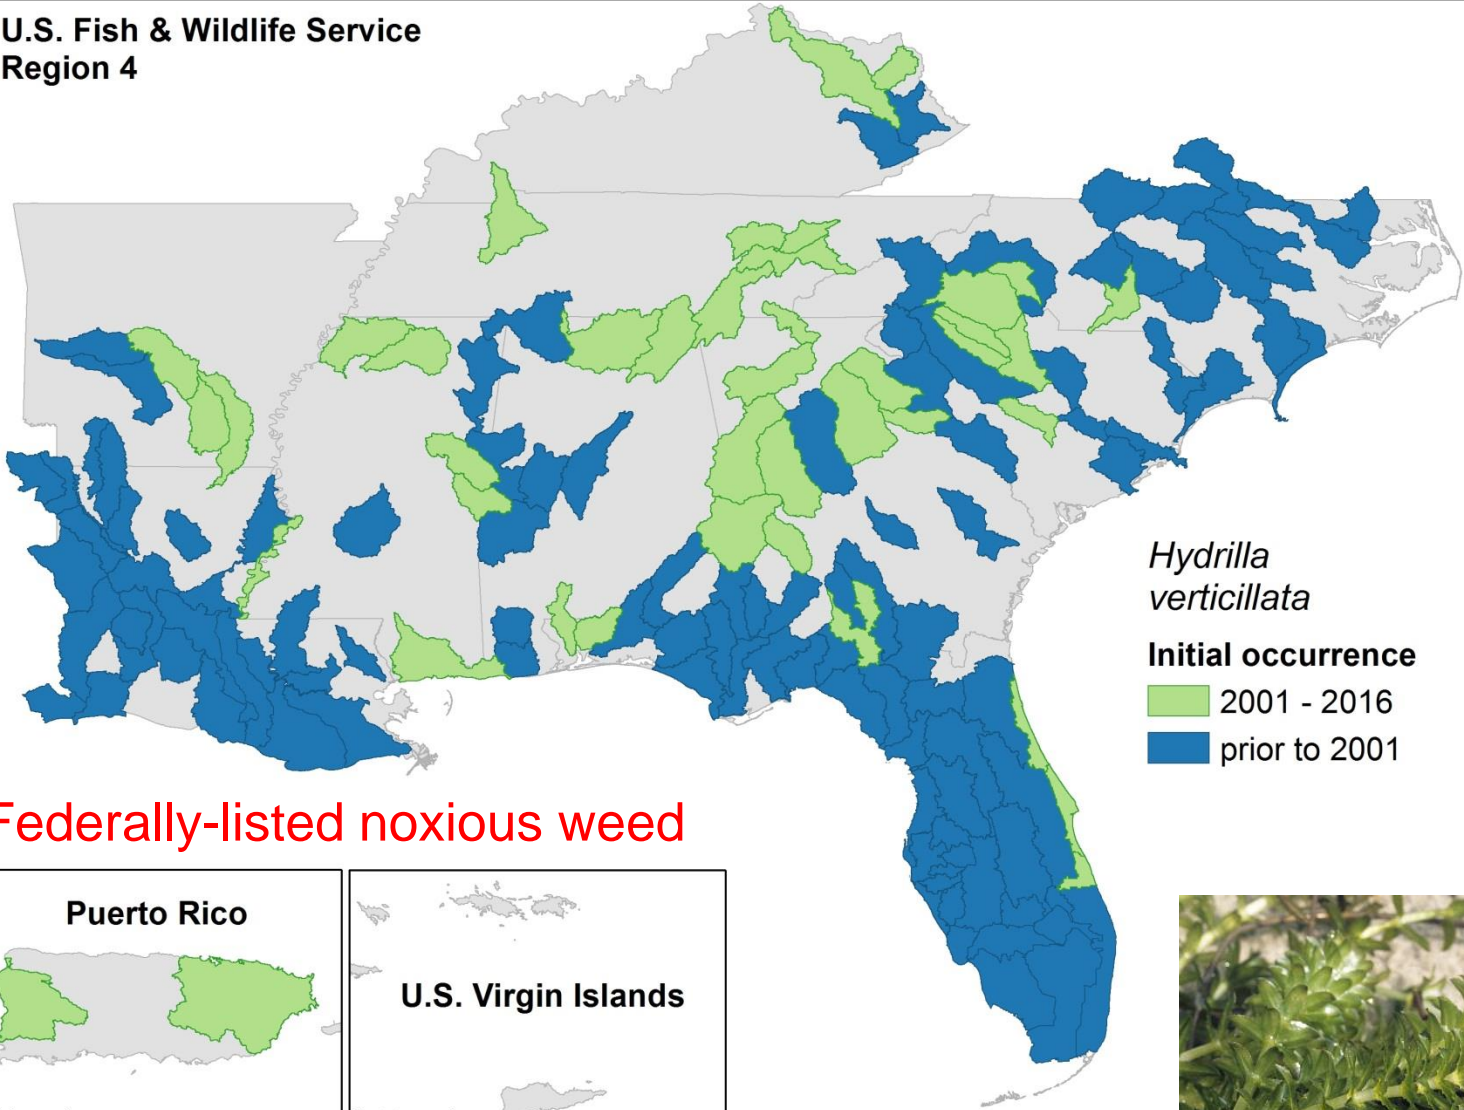 U.S. Fish & Wildlife Service
Region 4
Hydrilla
verticillata
Initial occurrence
2001 - 2016
prior to 2001
Federally-listed noxious weed
Puerto Rico
U.S. Virgin Islands